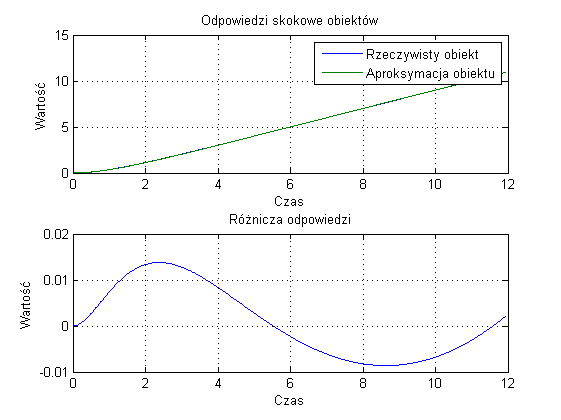 Odpowiedzi skokowe obiektów
15
10
5
0
Wartość
Rzeczywisty obiekt
Aproksymacja obiektu
0 2 4 6 8 10 12
Czas
Różnicza odpowiedzi
0.02
0.01
0
-0.01
Wartość
0 2 4 6 8 10 12
Czas